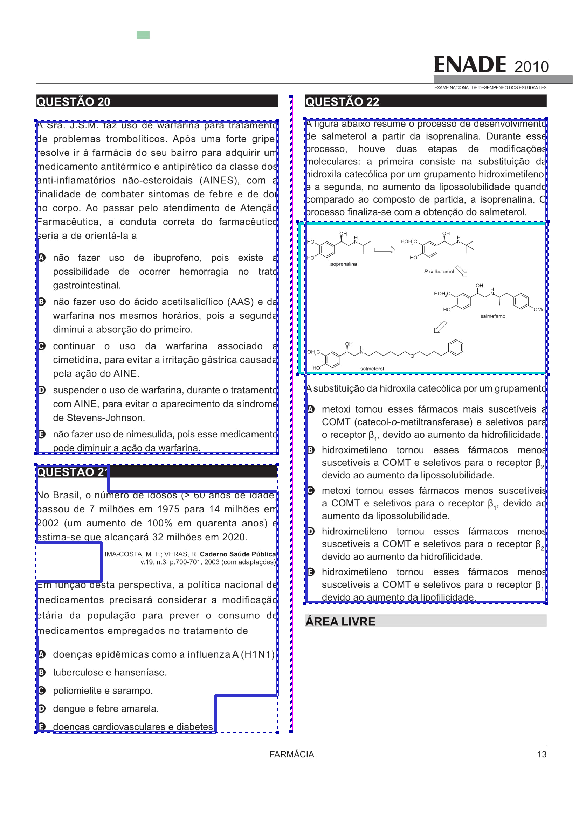 ENADE 2010
EXAME NACIONAL DE DESEMPENHO DOS ESTUDANTES
QUESTÃO 20
A Sra. J.S.M. faz uso de warfarina para tratamento
de problemas trombolíticos. Após uma forte gripe,
resolve ir à farmácia do seu bairro para adquirir um
medicamento antitérmico e antipirético da classe dos
anti-inflamatórios não-esteroidais (AINES), com a
finalidade de combater sintomas de febre e de dor
no corpo. Ao passar pelo atendimento de Atenção
Farmacêutica, a conduta correta do farmacêutico
seria a de orientá-la a
A não fazer uso de ibuprofeno, pois existe a
possibilidade de ocorrer hemorragia no trato
gastrointestinal.
B não fazer uso do ácido acetilsalicílico (AAS) e da
warfarina nos mesmos horários, pois a segunda
diminui a absorção do primeiro.
C continuar o uso da warfarina associado a
cimetidina, para evitar a irritação gástrica causada
pela ação do AINE.
D suspender o uso de warfarina, durante o tratamento
com AINE, para evitar o aparecimento da síndrome
de Stevens-Johnson.
E não fazer uso de nimesulida, pois esse medicamento
pode diminuir a ação da warfarina.
QUESTÃO 21
No Brasil, o número de idosos (> 60 anos de idade)
passou de 7 milhões em 1975 para 14 milhões em
2002 (um aumento de 100% em quarenta anos) e
estima-se que alcançará 32 milhões em 2020.
LIMA-COSTA, M. F.; VERAS, R. Caderno Saúde Pública,
v.19, n.3, p.700-701, 2003 (com adaptações).
Em função desta perspectiva, a política nacional de
medicamentos precisará considerar a modificação
etária da população para prever o consumo de
medicamentos empregados no tratamento de
A doenças epidêmicas como a influenza A (H1N1).
B tuberculose e hanseníase.
C poliomielite e sarampo.
D dengue e febre amarela.
E doenças cardiovasculares e diabetes.
QUESTÃO 22
A figura abaixo resume o processo de desenvolvimento
de salmeterol a partir da isoprenalina. Durante esse
processo, houve duas etapas de modificações
moleculares: a primeira consiste na substituição da
hidroxila catecólica por um grupamento hidroximetileno,
e a segunda, no aumento da lipossolubilidade quando
comparado ao composto de partida, a isoprenalina. O
processo finaliza-se com a obtenção do salmeterol.
isoprenalina
R-salbutamol
salmefamol
salmeterol
A substituição da hidroxila catecólica por um grupamento
A metoxi tornou esses fármacos mais suscetíveis a
COMT (catecol-o-metiltransferase) e seletivos para
o receptor β1, devido ao aumento da hidrofilicidade.
B hidroximetileno tornou esses fármacos menos
suscetíveis a COMT e seletivos para o receptor β2,
devido ao aumento da lipossolubilidade.
C metoxi tornou esses fármacos menos suscetíveis
a COMT e seletivos para o receptor β1, devido ao
aumento da lipossolubilidade.
D hidroximetileno tornou esses fármacos menos
suscetíveis a COMT e seletivos para o receptor β2,
devido ao aumento da hidrofilicidade.
E hidroximetileno tornou esses fármacos menos
suscetíveis a COMT e seletivos para o receptor β1,
devido ao aumento da lipofilicidade.
ÁREA LIVRE
FARMÁCIA
13